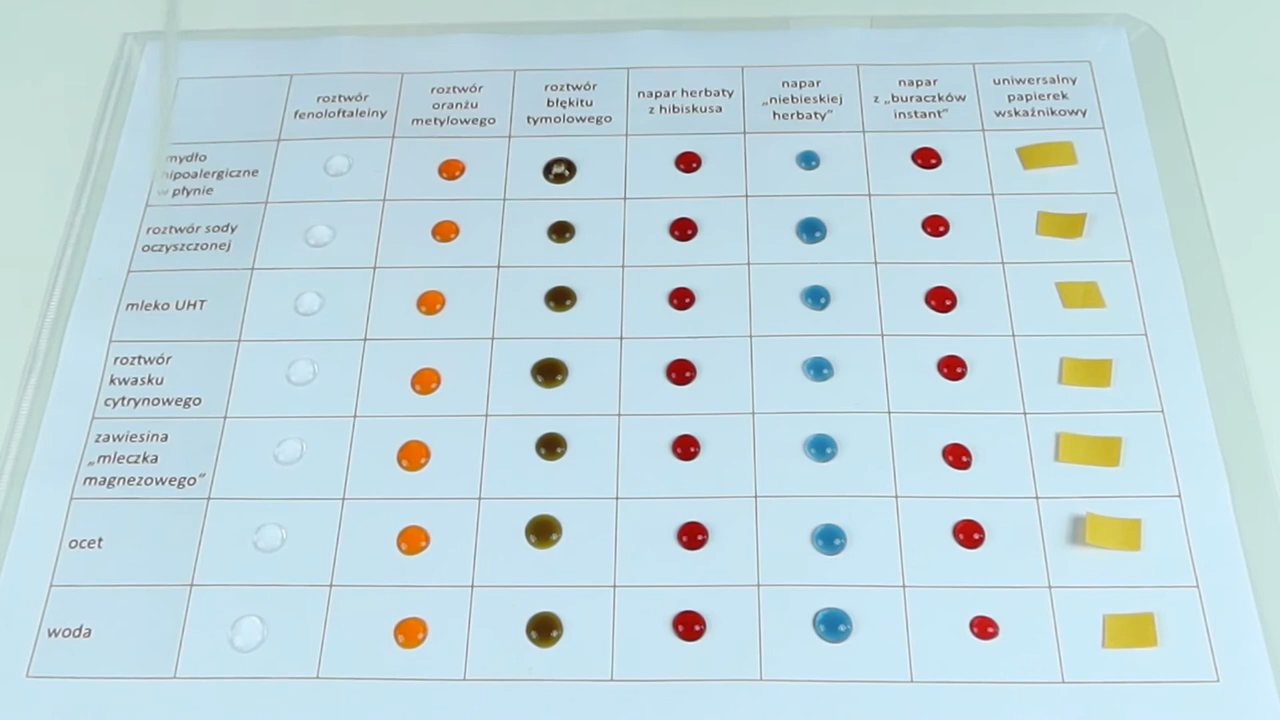 roztwór
fenoloftaleiny
roztwór
oranżu
metylowego
roztwór
błękitu
tymolowego
napar herbaty
z hibiskusa
napar
„niebieskiej
herbaty”
napar
z „buraczków
instant”
uniwersalny
papierek
wskaźnikowy
mydło
hipoalergiczne
w płynie
roztwór sody
oczyszczonej
mleko UHT
roztwór
kwasku
cytrynowego
zawiesina
„mleczka
magnezowego”
ocet
woda